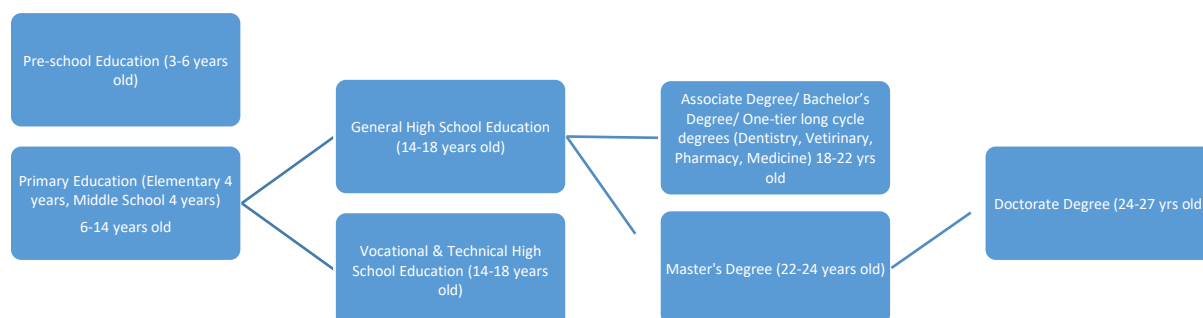 Pre-school Education (3-6 years
old)
Primary Education (Elementary 4
years, Middle School 4 years)
6-14 years old
General High School Education
(14-18 years old)
Vocational & Technical High
School Education (14-18 years
old)
Associate Degree/ Bachelor's
Degree/ One-tier long cycle
degrees (Dentistry, Vetirinary,
Pharmacy, Medicine) 18-22 yrs
old
Master's Degree (22-24 years old)
Doctorate Degree (24-27 yrs old